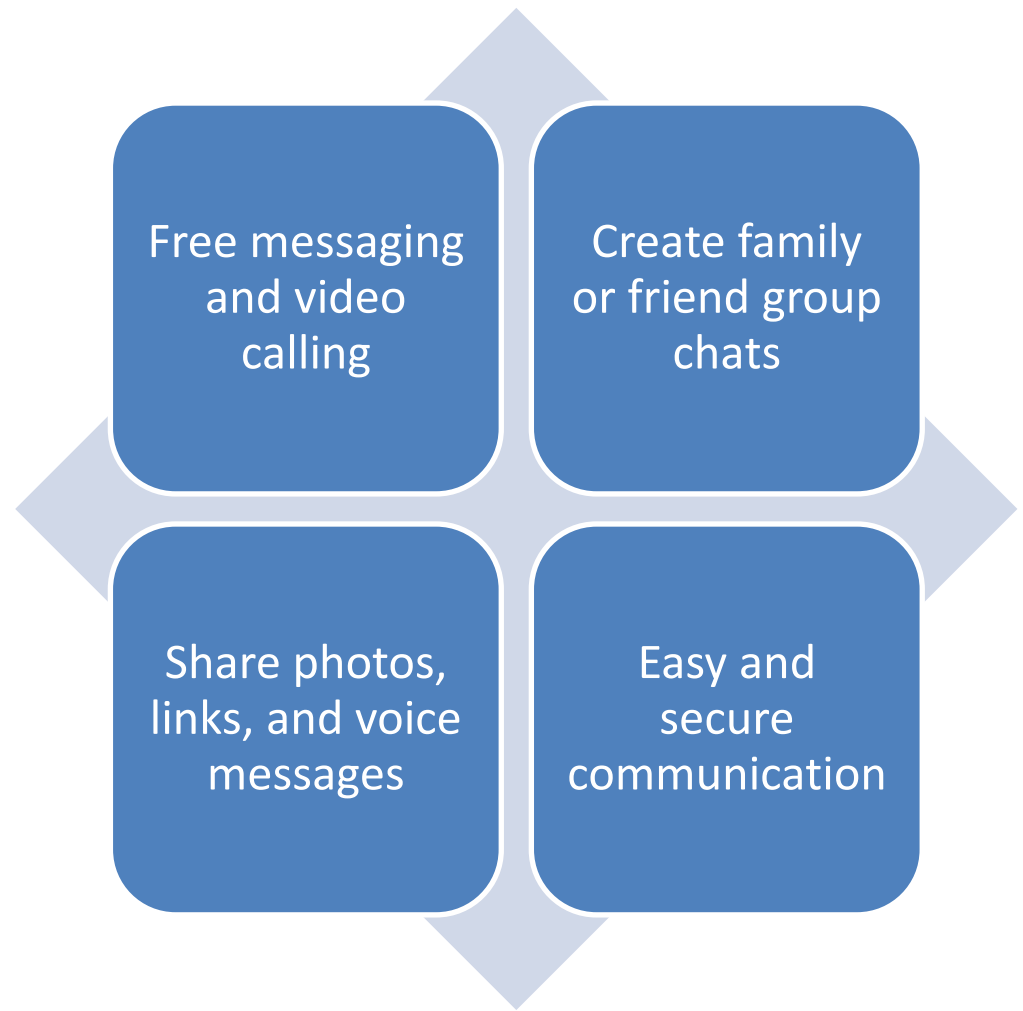 Free messaging
and video
calling
Create family
or friend group
chats
Share photos,
links, and voice
messages
Easy and
secure
communication